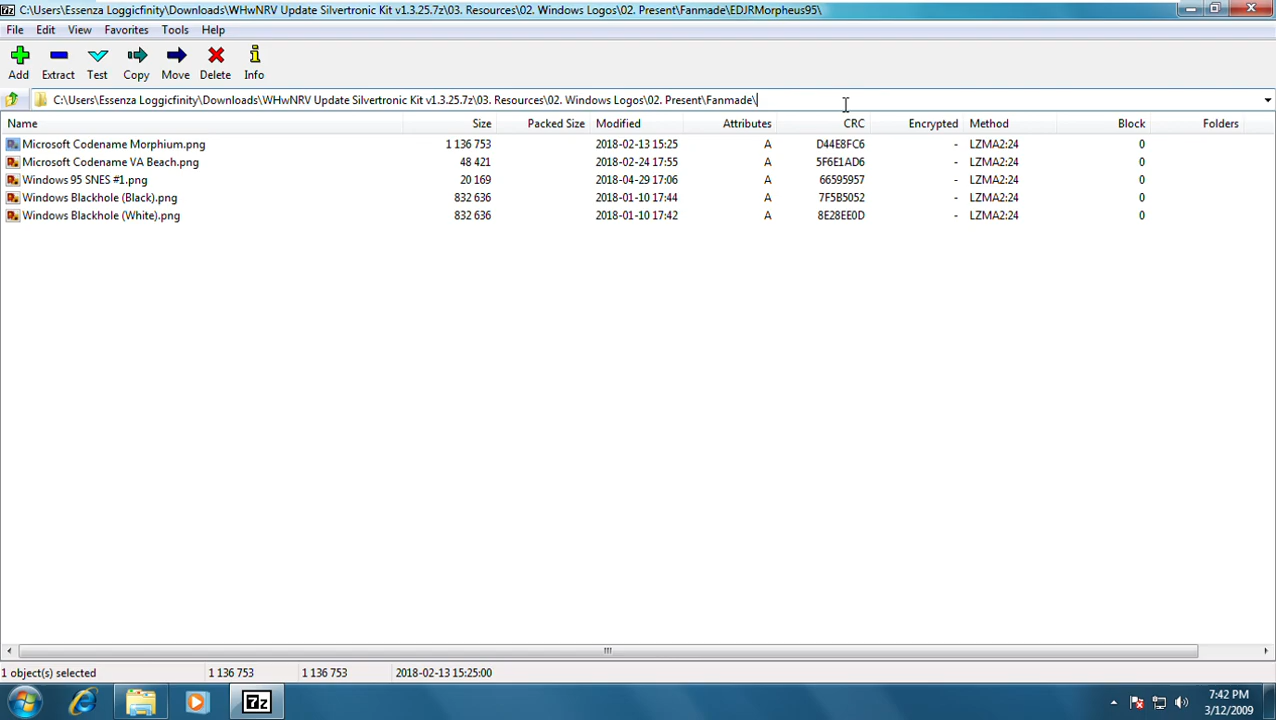 C:\Users\Essenza Loggicfinity\Downloads\WHwNRV Update Silvertronic Kit v1.3.25.7z\03. Resources\02. Windows Logos\02. Present\Fanmade\EDJRMorpheus95\
File Edit View Favorites Tools Help
Add Extract Test Copy Move Delete Info
C:\Users\Essenza Loggicfinity\Downloads\WHwNRV Update Silvertronic Kit v1.3.25.7z\03. Resources\02. Windows Logos\02. Present\Fanmade\
Name Size Packed Size Modified Attributes CRC Encrypted Method Block Folders
Microsoft Codename Morphium.png 1 136 753 2018-02-13 15:25 A D44E8FC6 - LZMA2:24 0
Microsoft Codename VA Beach.png 48 421 2018-02-24 17:55 A 5F6E1AD6 - LZMA2:24 0
Windows 95 SNES #1.png 20 169 2018-04-29 17:06 A 66595957 - LZMA2:24 0
Windows Blackhole (Black).png 832 636 2018-01-10 17:44 A 7F5B5052 - LZMA2:24 0
Windows Blackhole (White).png 832 636 2018-01-10 17:42 A 8E28EE0D - LZMA2:24 0
1 object(s) selected 1 136 753 1 136 753 2018-02-13 15:25:00
7z
7:42 PM
3/12/2009